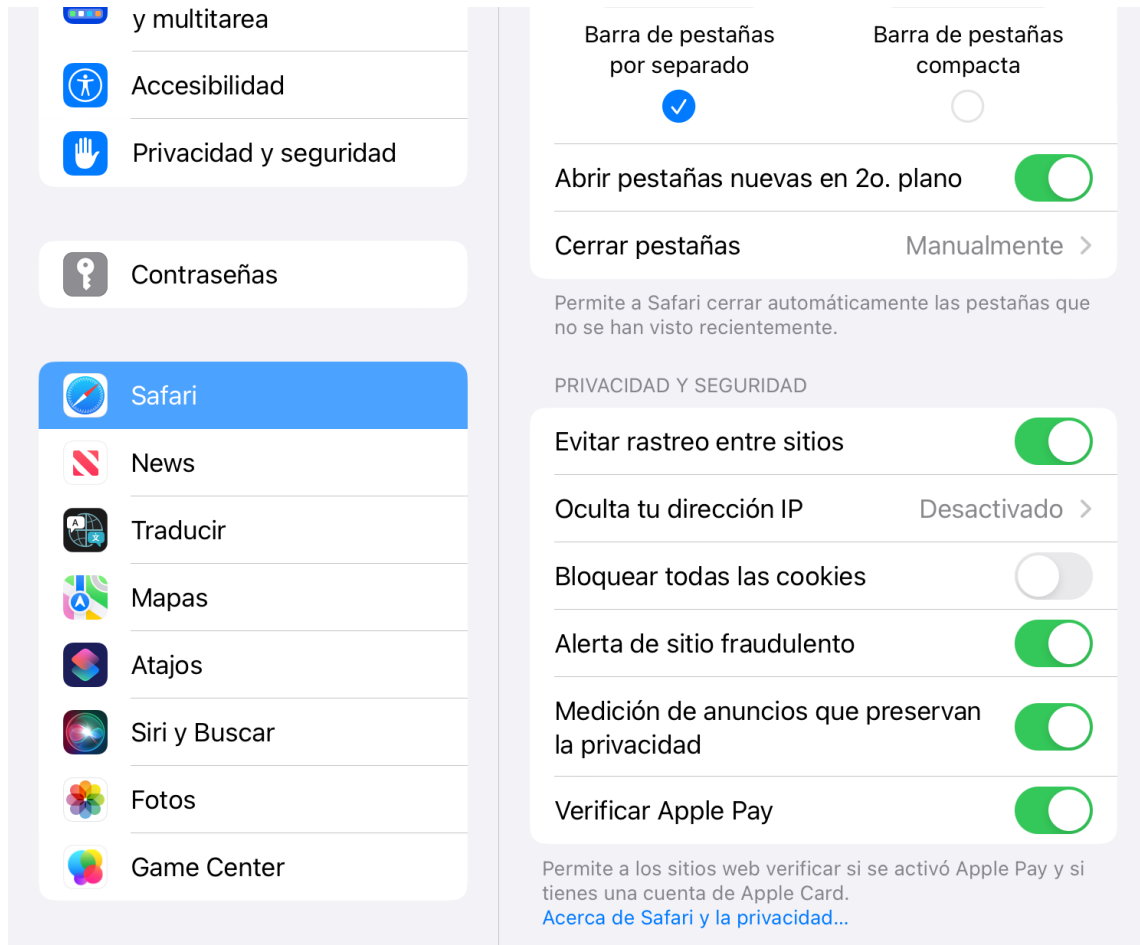 y multitarea
Accesibilidad
Privacidad y seguridad
Contraseñas
Safari
News
Traducir
Mapas
Atajos
Siri y Buscar
Fotos
Game Center
Barra de pestañas
por separado
Barra de pestañas
compacta
Abrir pestañas nuevas en 2o. plano
Cerrar pestañas Manualmente
Permite a Safari cerrar automáticamente las pestañas que
no se han visto recientemente.
PRIVACIDAD Y SEGURIDAD
Evitar rastreo entre sitios
Oculta tu dirección IP Desactivado
Bloquear todas las cookies
Alerta de sitio fraudulento
Medición de anuncios que preservan
la privacidad
Verificar Apple Pay
Permite a los sitios web verificar si se activó Apple Pay y si
tienes una cuenta de Apple Card.
Acerca de Safari y la privacidad...